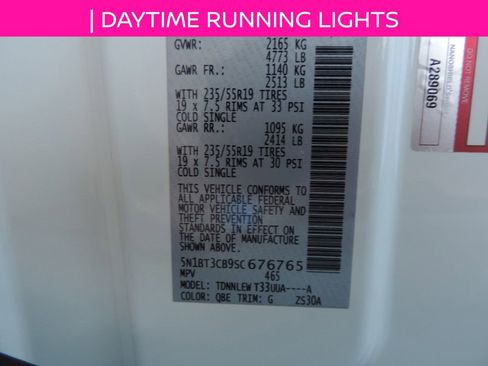 | DAYTIME RUNNING LIGHTS
GVWR: 2165 KG
4773 LB
GAWR FR.: 1140 KG
2513 LB
WITH 235/55R19 TIRES
19 x 7.5 RIMS AT 33 PSI
COLD SINGLE
GAWR RR.: 1095 KG
2414 LB
WITH 235/55R19 TIRES
19 x 7.5 RIMS AT 30 PSI
COLD SINGLE
THIS VEHICLE CONFORMS TO
ALL APPLICABLE FEDERAL
MOTOR VEHICLE SAFETY AND
THEFT PREVENTION
STANDARDS IN EFFECT ON
THE DATE OF MANUFACTURE
SHOWN ABOVE.
5N1BT3CB9SC676765
MPV 465
MODEL: TDNNLEW T33UUA----A
COLOR: QBE TRIM: G ZS30A
DO NOT REMOVE
A289069